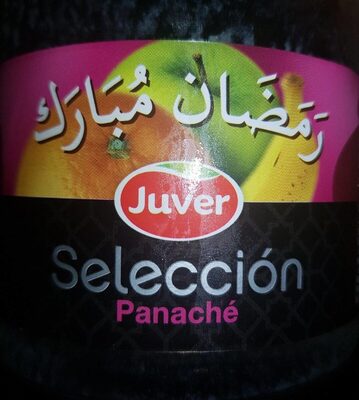 رَمَضَان مُبَارَك
Juver
Selección
Panaché